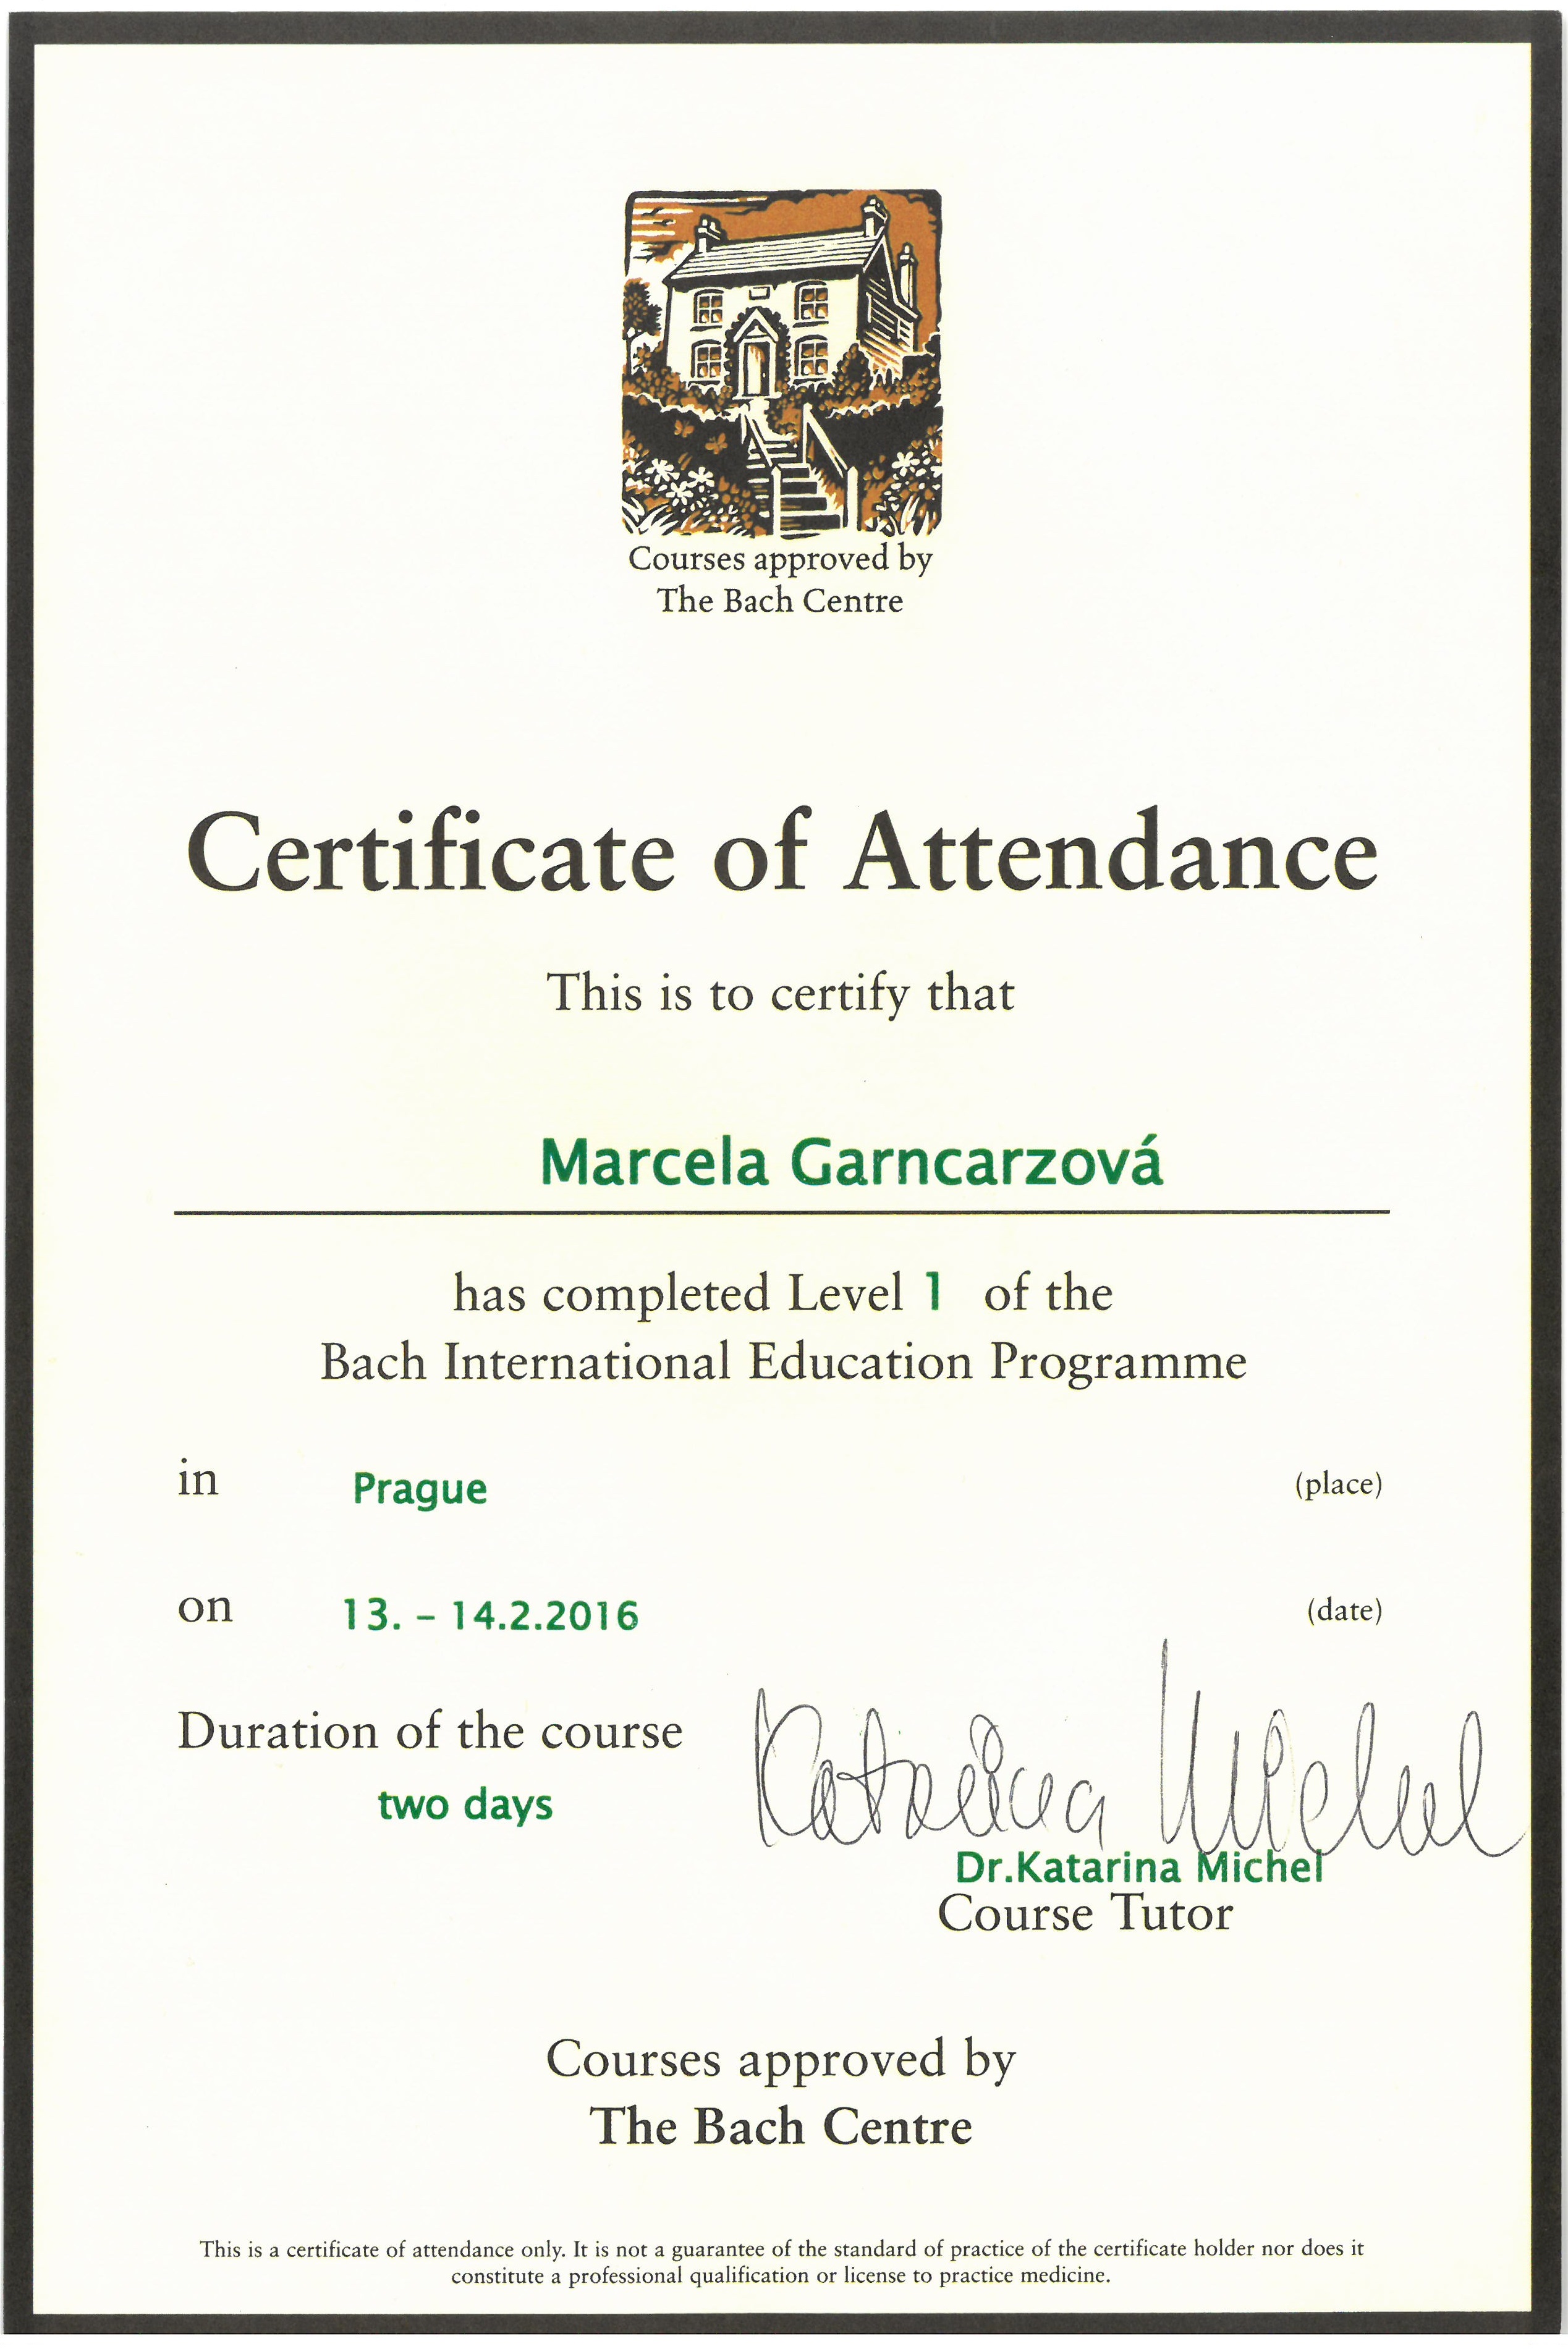 Courses approved by
The Bach Centre
Certificate of Attendance
This is to certify that
Marcela Garncarzová
has completed Level 1 of the
Bach International Education Programme
in Prague (place)
on 13. – 14.2.2016 (date)
Duration of the course
two days
Katarina Michel
Dr.Katarina Michel
Course Tutor
Courses approved by
The Bach Centre
This is a certificate of attendance only. It is not a guarantee of the standard of practice of the certificate holder nor does it
constitute a professional qualification or license to practice medicine.